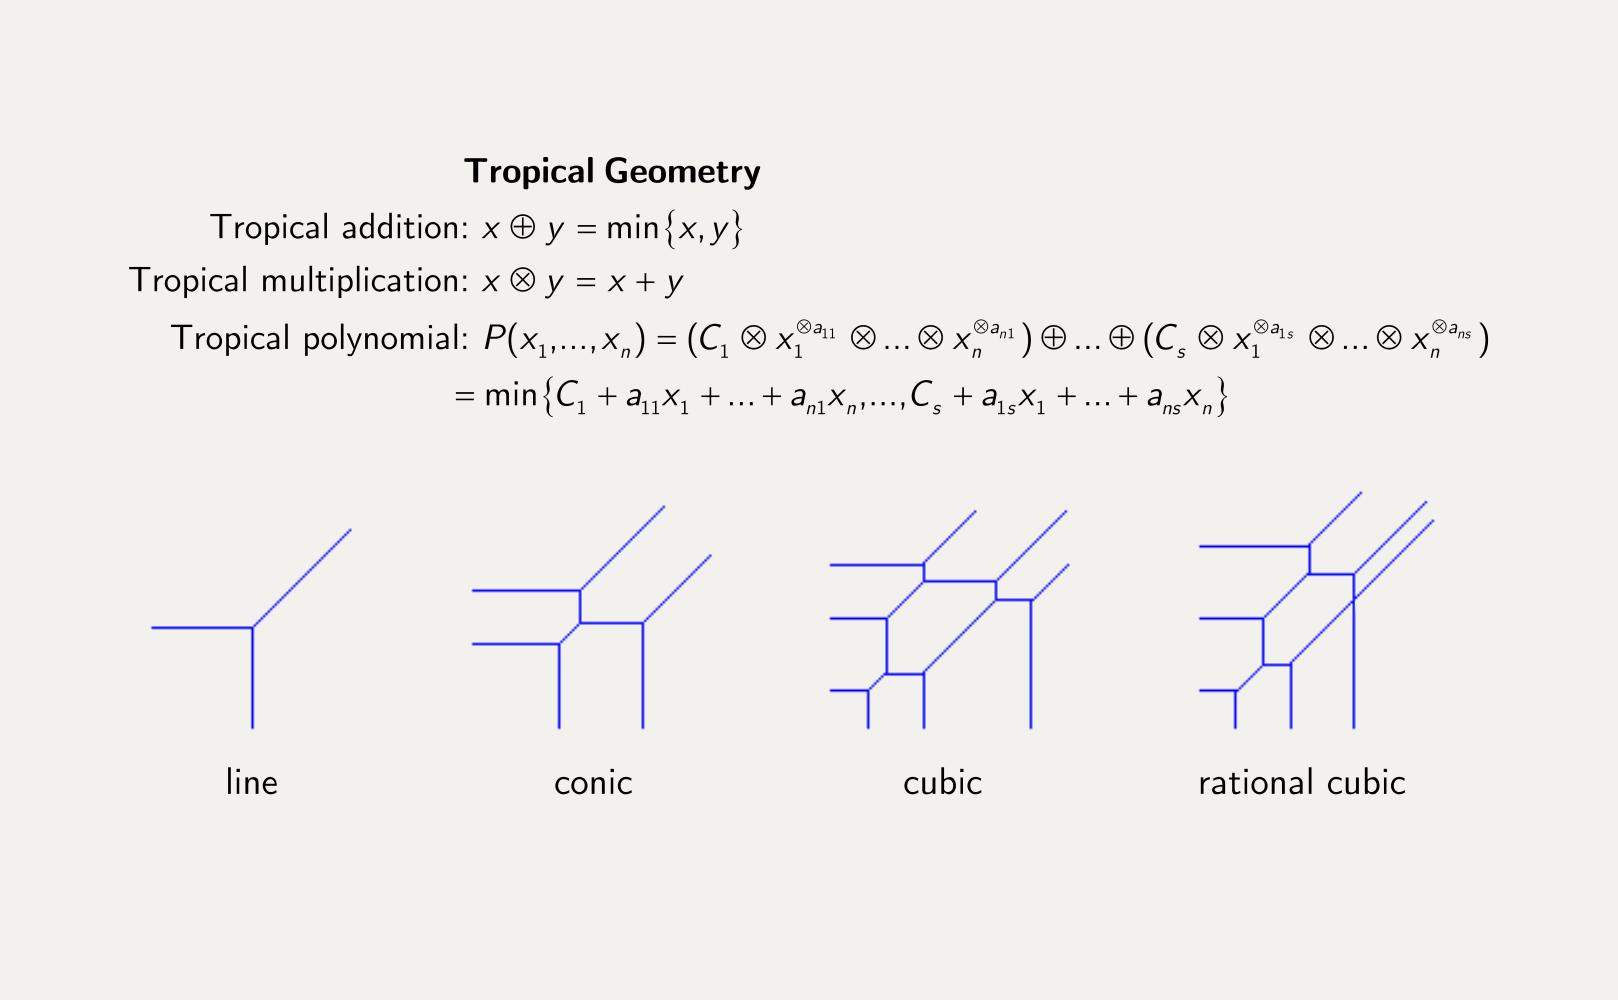 Tropical Geometry
Tropical addition: x ⊕ y = min{x, y}
Tropical multiplication: x ⊗ y = x + y
Tropical polynomial: P(x₁,...,xₙ) = (C₁ ⊗ x₁^{⊗a₁₁} ⊗ ... ⊗ xₙ^{⊗aₙ₁}) ⊕ ... ⊕ (Cₛ ⊗ x₁^{⊗a₁ₛ} ⊗ ... ⊗ xₙ^{⊗aₙₛ})
= min{C₁ + a₁₁x₁ + ... + aₙ₁xₙ,...,Cₛ + a₁ₛx₁ + ... + aₙₛxₙ}
line conic cubic rational cubic